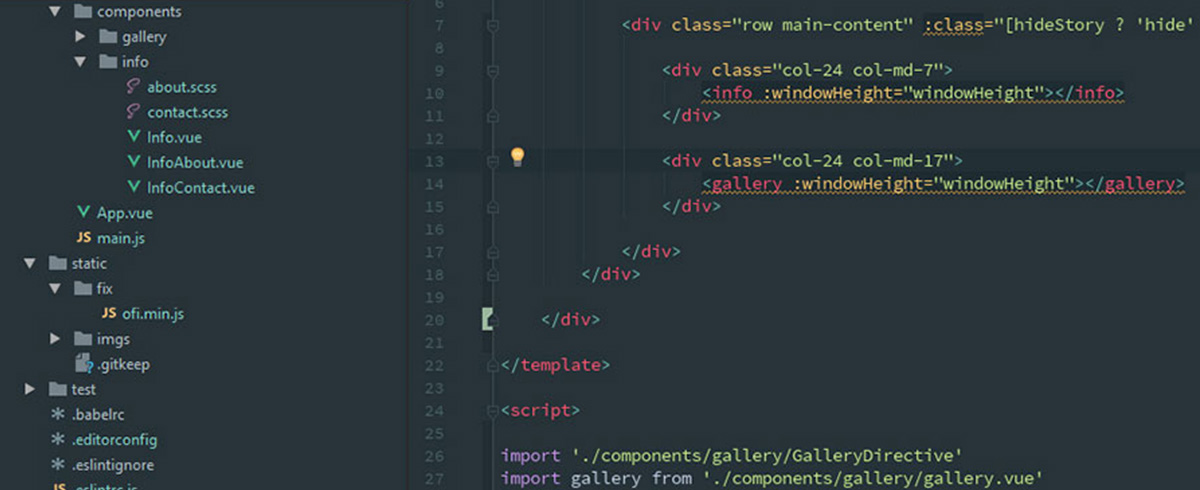 components
gallery
info
about.scss
contact.scss
Info.vue
InfoAbout.vue
InfoContact.vue
App.vue
JS main.js
static
fix
JS ofi.min.js
imgs
.gitkeep
test
.babelrc
.editorconfig
.eslintignore
JS .eslintrc.js
6
7 <div class="row main-content" :class="[hideStory ? 'hide'
8
9 <div class="col-24 col-md-7">
10 <info :windowHeight="windowHeight"></info>
11 </div>
12
13 <div class="col-24 col-md-17">
14 <gallery :windowHeight="windowHeight"></gallery>
15 </div>
16
17 </div>
18 </div>
19
20 </div>
21
22 </template>
23
24 <script>
25
26 import './components/gallery/GalleryDirective'
27 import gallery from './components/gallery/gallery.vue'